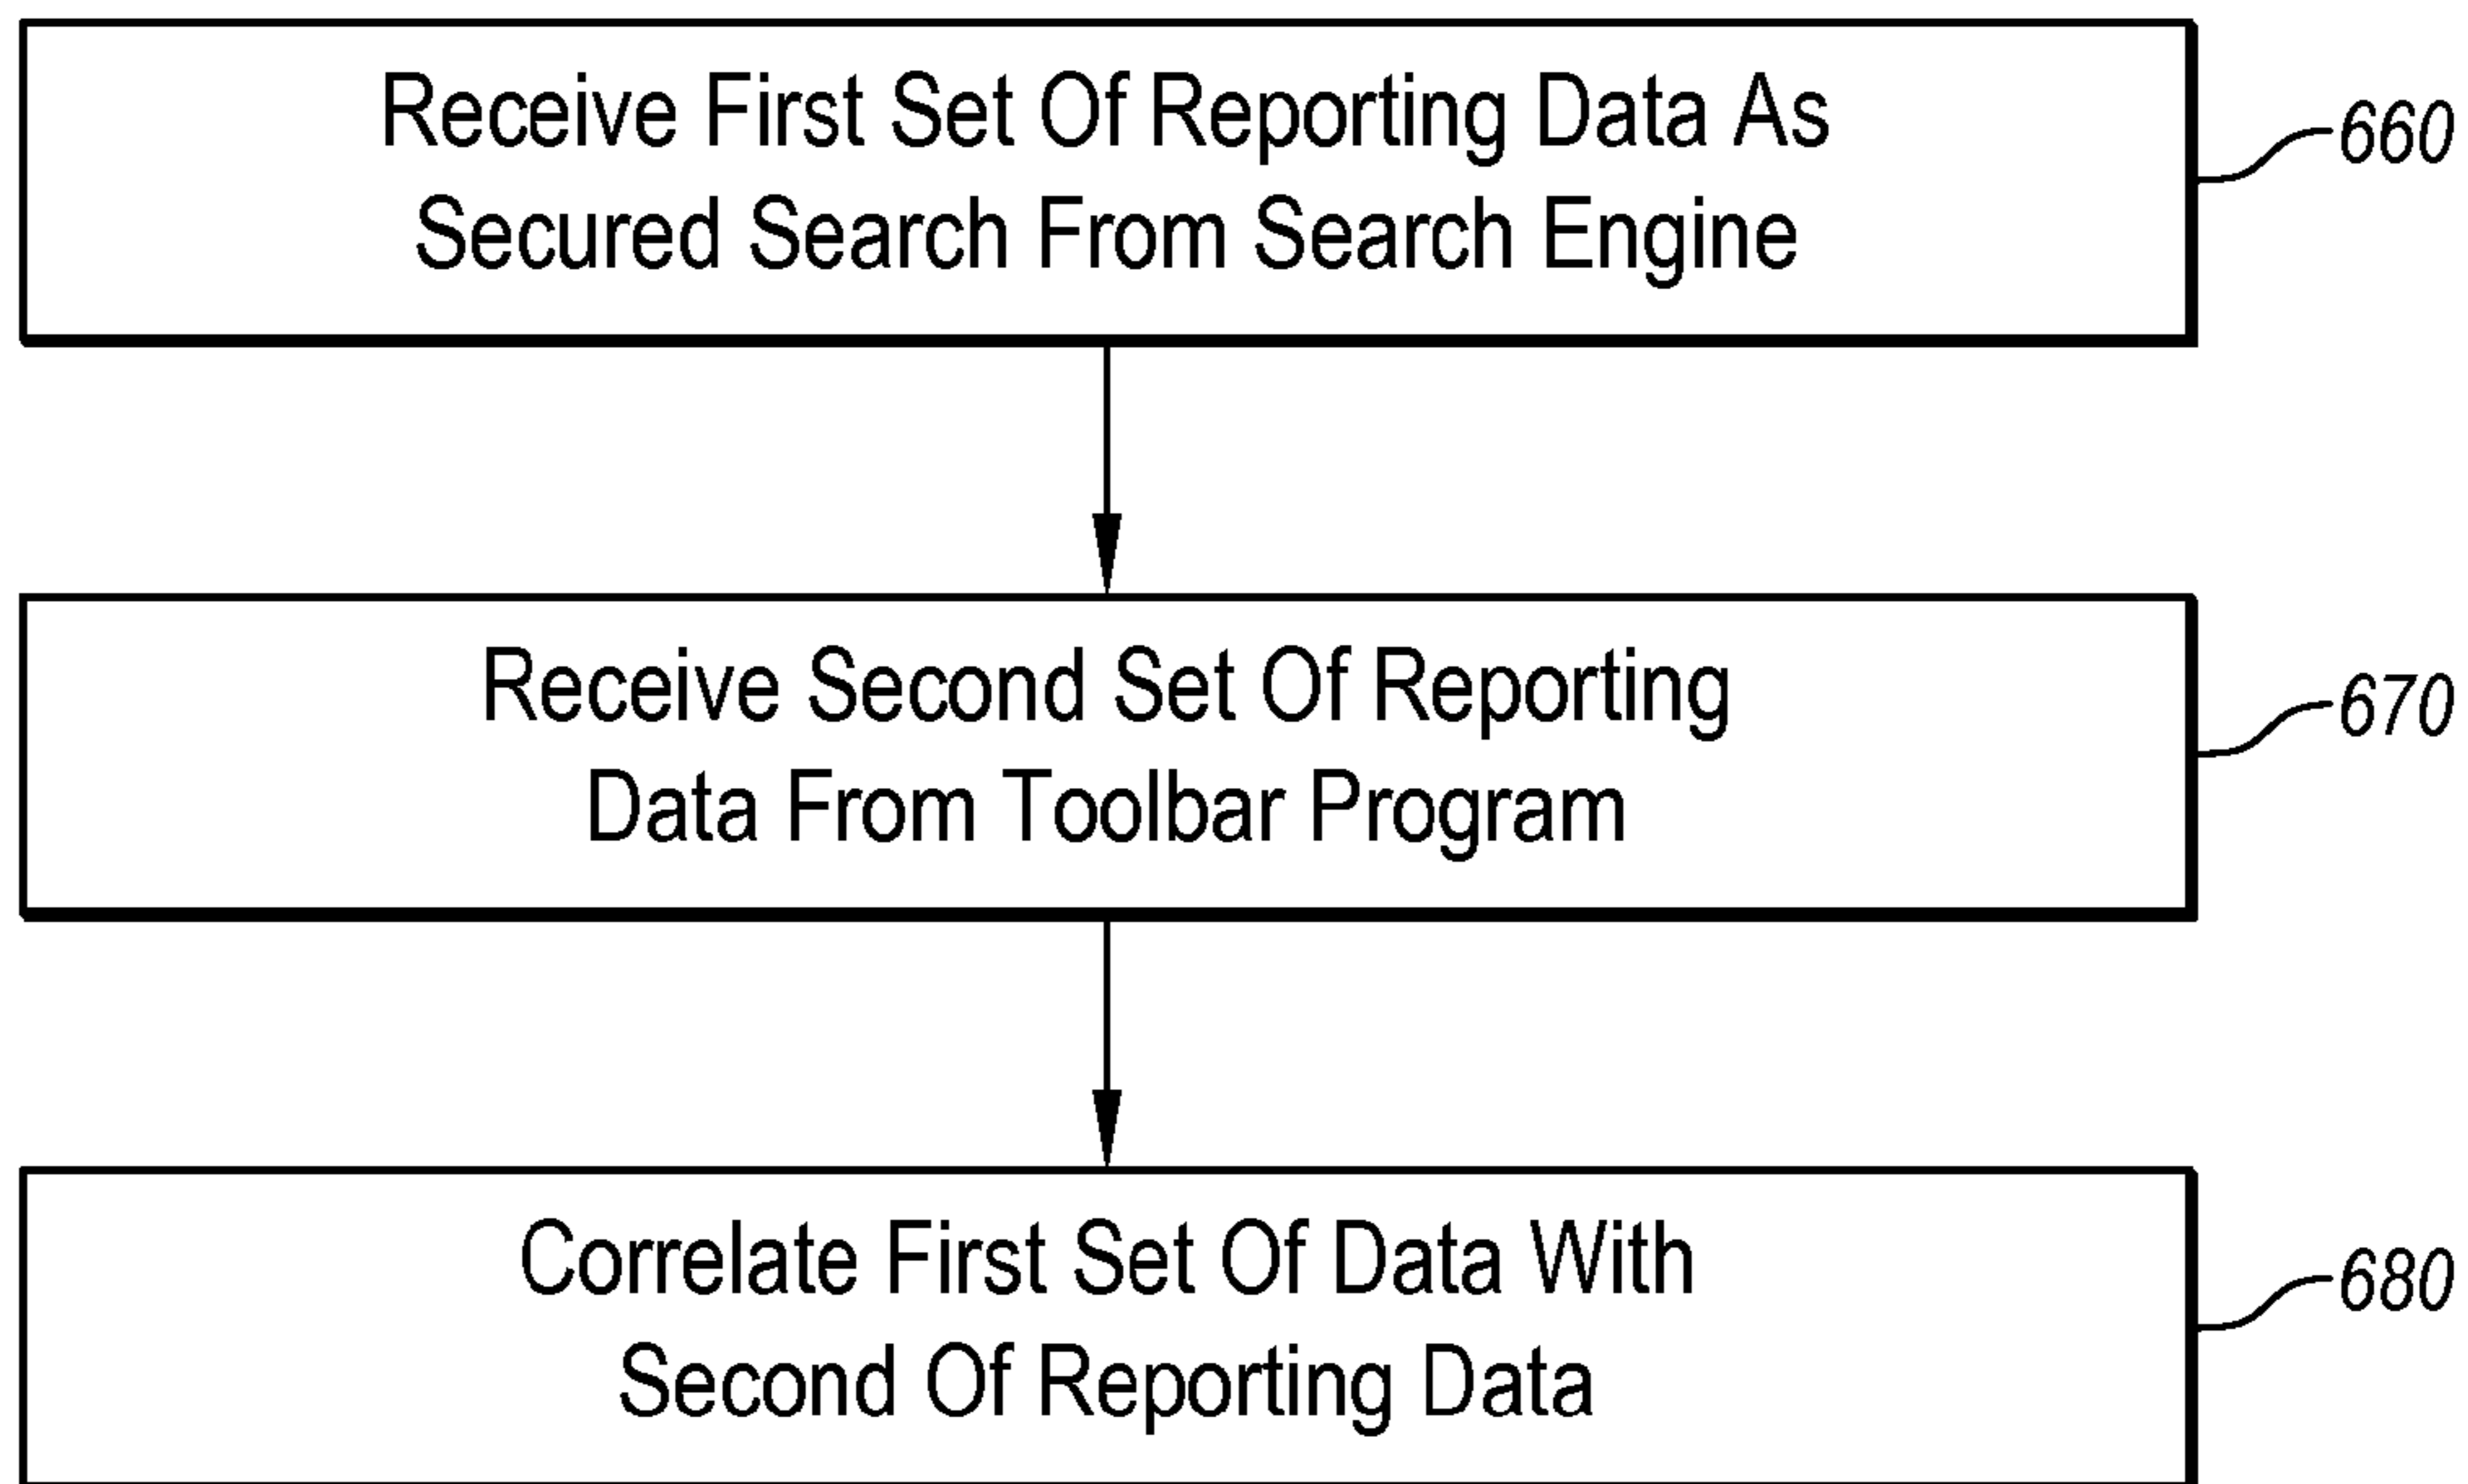 Receive First Set Of Reporting Data As
Secured Search From Search Engine
660
Receive Second Set Of Reporting
Data From Toolbar Program
670
Correlate First Set Of Data With
Second Of Reporting Data
680